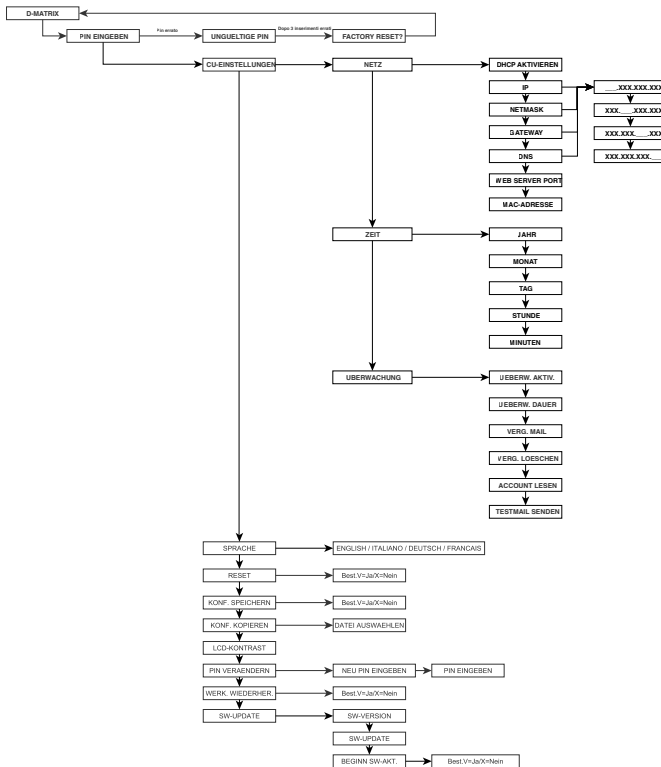 D-MATRIX
PIN EINGEBEN
Pin errato
UNGUELTIGE PIN
Dopo 3 inserimenti errati
FACTORY RESET?
CU-EINSTELLUNGEN
NETZ
DHCP AKTIVIEREN
IP
___.XXX.XXX.XXX
NETMASK
XXX.___.XXX.XXX
GATEWAY
XXX.XXX.___.XXX
DNS
XXX.XXX.XXX.___
WEB SERVER PORT
MAC-ADRESSE
ZEIT
JAHR
MONAT
TAG
STUNDE
MINUTEN
UBERWACHUNG
UEBERW. AKTIV.
UEBERW. DAUER
VERG. MAIL
VERG. LOESCHEN
ACCOUNT LESEN
TESTMAIL SENDEN
SPRACHE
ENGLISH / ITALIANO / DEUTSCH / FRANCAIS
RESET
Best.V=Ja/X=Nein
KONF. SPEICHERN
Best.V=Ja/X=Nein
KONF. KOPIEREN
DATEI AUSWAEHLEN
LCD-KONTRAST
PIN VERAENDERN
NEU PIN EINGEBEN
PIN EINGEBEN
WERK. WIEDERHER.
Best.V=Ja/X=Nein
SW-UPDATE
SW-VERSION
SW-UPDATE
BEGINN SW-AKT.
Best.V=Ja/X=Nein